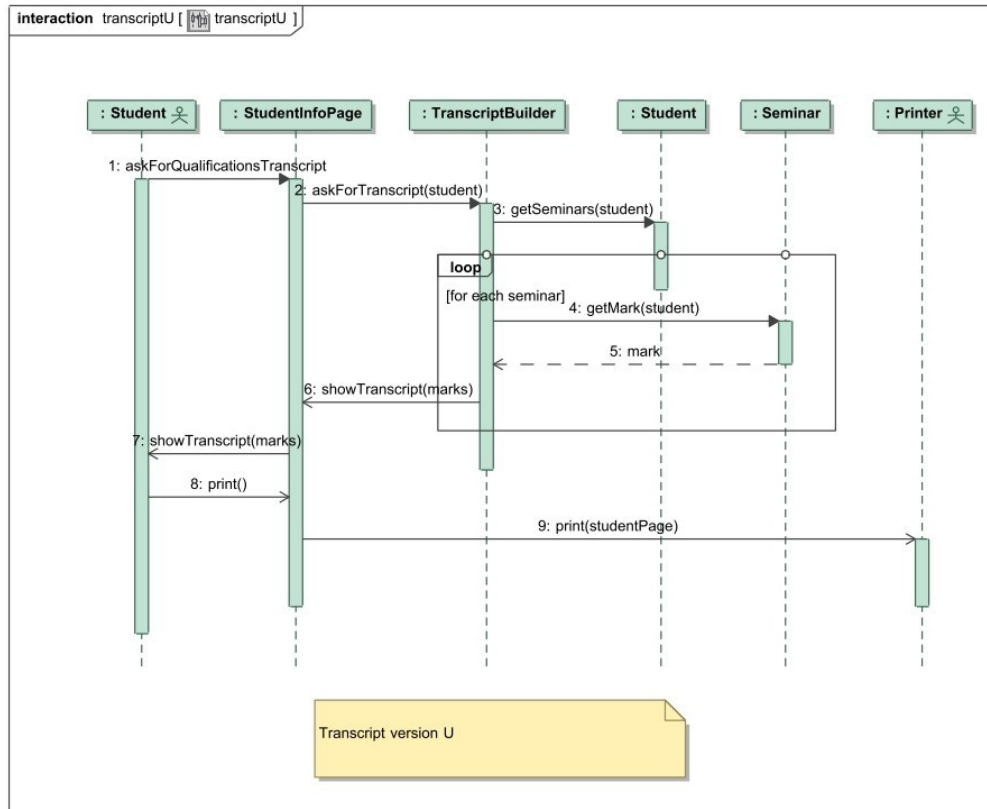 interaction transcriptU [ transcriptU ]
: Student
: StudentInfoPage
: TranscriptBuilder
: Student
: Seminar
: Printer
1: askForQualificationsTranscript
2: askForTranscript(student)
3: getSeminars(student)
loop
[for each seminar]
4: getMark(student)
5: mark
6: showTranscript(marks)
7: showTranscript(marks)
8: print()
9: print(studentPage)
Transcript version U